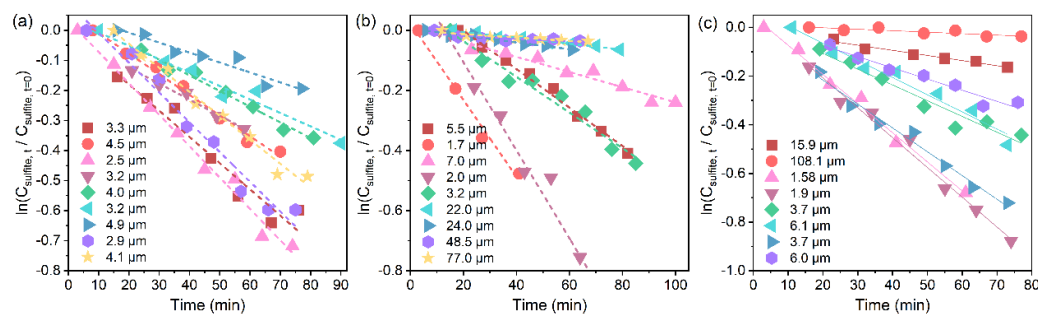 (a)
ln(Csulfite, t / Csulfite, t=0)
0.0
-0.1
-0.2
-0.3
-0.4
-0.5
-0.6
-0.7
-0.8
3.3 µm
4.5 µm
2.5 µm
3.2 µm
4.0 µm
3.2 µm
4.9 µm
2.9 µm
4.1 µm
0 10 20 30 40 50 60 70 80 90
Time (min)
(b)
ln(Csulfite, t / Csulfite, t=0)
0.0
-0.2
-0.4
-0.6
-0.8
5.5 µm
1.7 µm
7.0 µm
2.0 µm
3.2 µm
22.0 µm
24.0 µm
48.5 µm
77.0 µm
0 20 40 60 80 100
Time (min)
(c)
ln(Csulfite, t / Csulfite, t=0)
0.0
-0.2
-0.4
-0.6
-0.8
-1.0
15.9 µm
108.1 µm
1.58 µm
1.9 µm
3.7 µm
6.1 µm
3.7 µm
6.0 µm
0 10 20 30 40 50 60 70 80
Time (min)